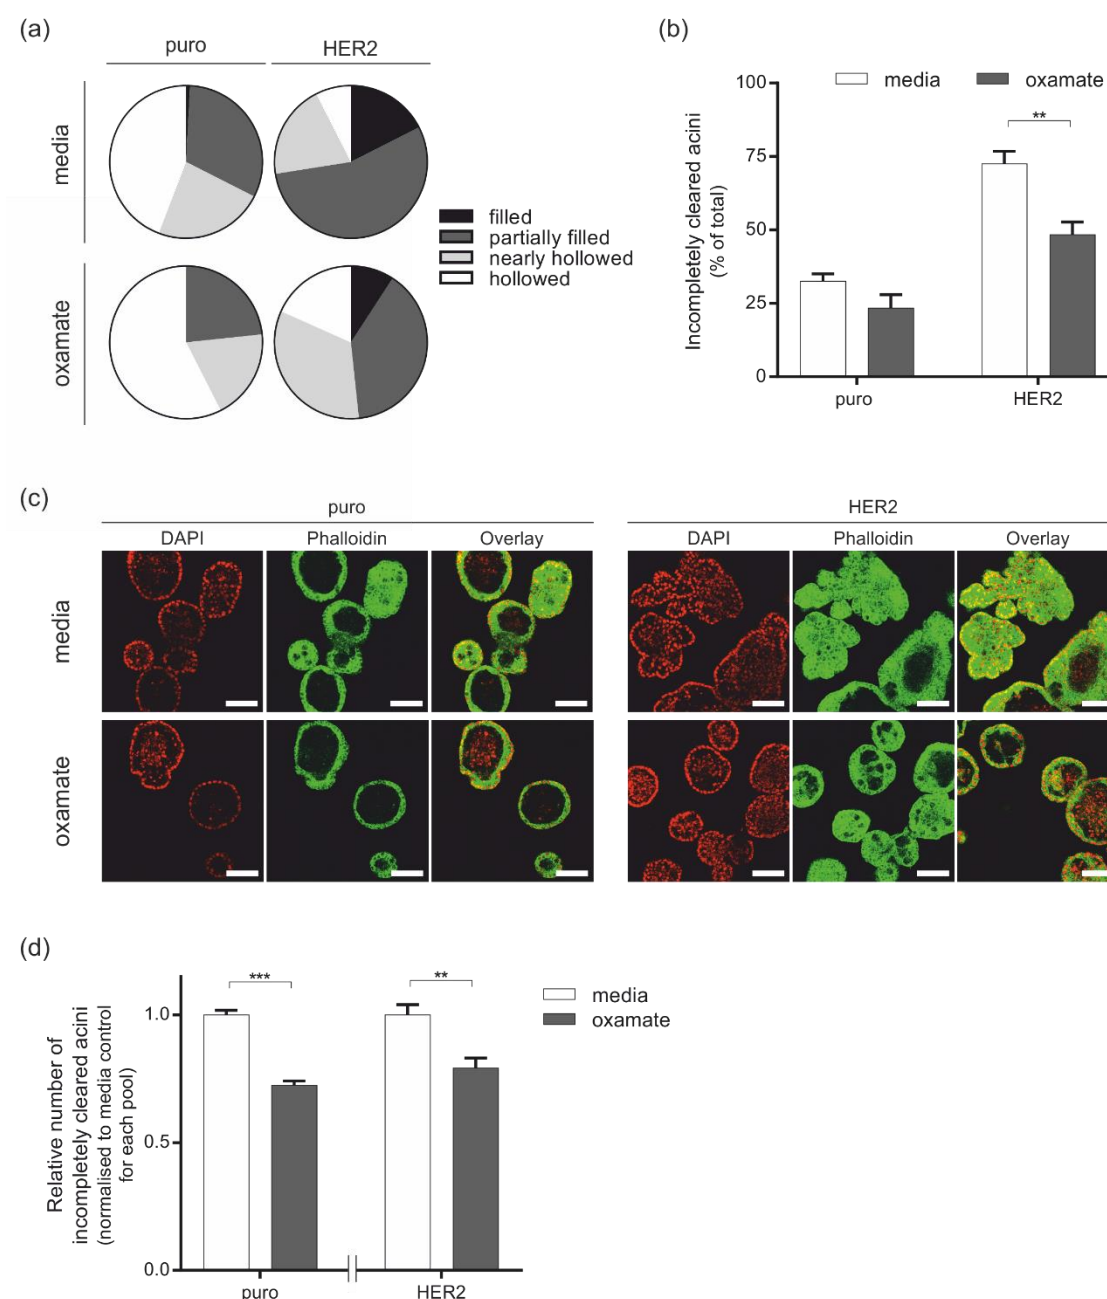 (a)
puro
HER2
media
oxamate
filled
partially filled
nearly hollowed
hollowed
(b)
100
75
50
25
0
Incompletely cleared acini
(% of total)
media
oxamate
**
puro
HER2
(c)
puro
HER2
DAPI
Phalloidin
Overlay
DAPI
Phalloidin
Overlay
media
oxamate
(d)
Relative number of
incompletely cleared acini
(normalised to media control
for each pool)
1.0
0.5
0.0
***
**
media
oxamate
puro
HER2